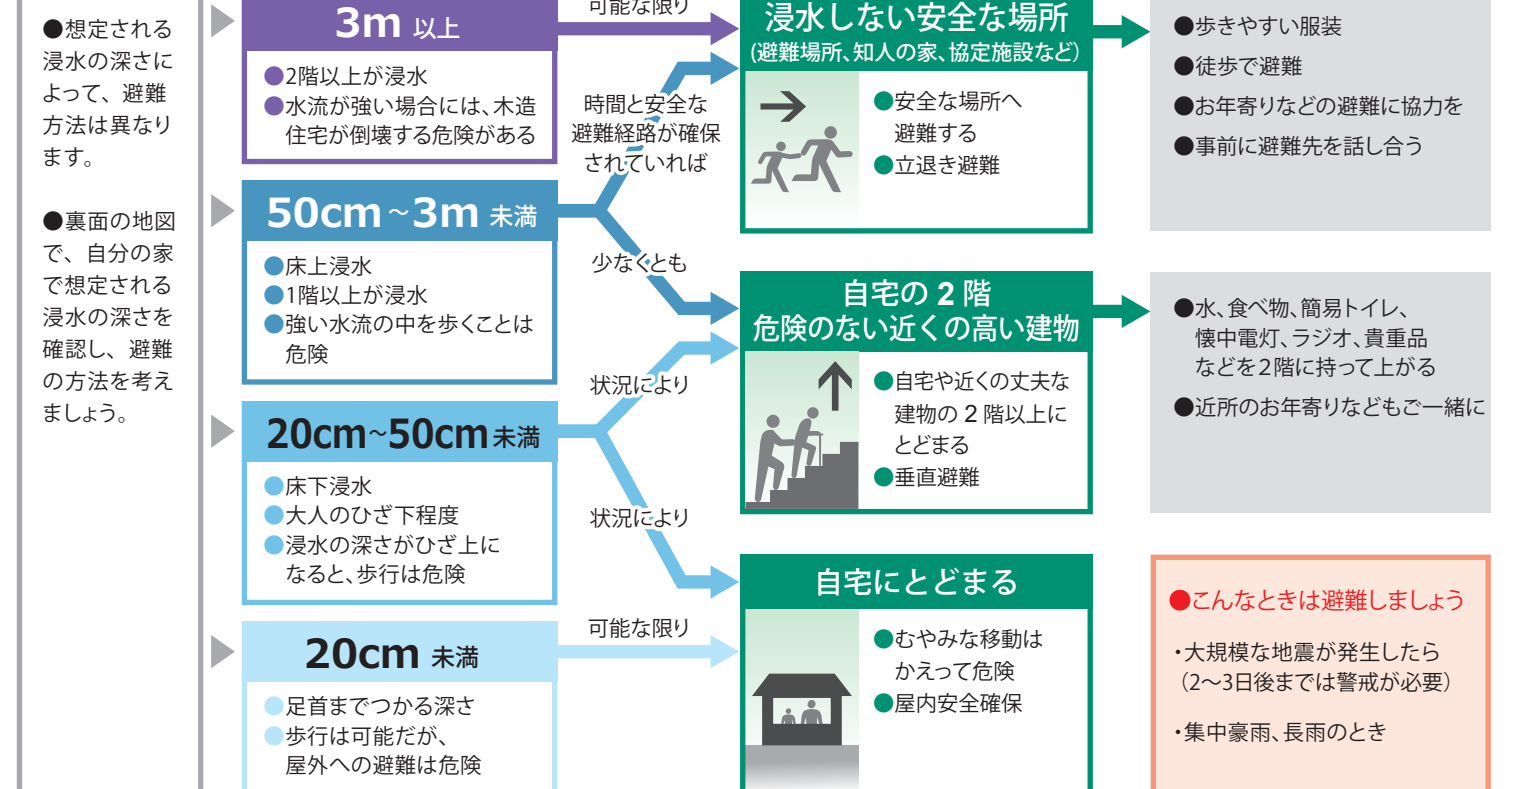 ●想定される
浸水の深さに
よって、避難
方法は異なり
ます。
●裏面の地図
で、自分の家
で想定される
浸水の深さを
確認し、避難
の方法を考え
ましょう。
3m 以上
●2階以上が浸水
●水流が強い場合には、木造
住宅が倒壊する危険がある
50cm～3m 未満
●床上浸水
●1階以上が浸水
●強い水流の中を歩くことは
危険
20cm~50cm未満
●床下浸水
●大人のひざ下程度
●浸水の深さがひざ上に
なると、歩行は危険
20cm 未満
●足首までつかる深さ
●歩行は可能だが、
屋外への避難は危険
可能な限り
時間と安全な
避難経路が確保
されていれば
少なくとも
状況により
状況により
可能な限り
浸水しない安全な場所
(避難場所、知人の家、協定施設など)
●安全な場所へ
避難する
●立退き避難
自宅の 2 階
危険のない近くの高い建物
●自宅や近くの丈夫な
建物の 2 階以上に
とどまる
●垂直避難
自宅にとどまる
●むやみな移動は
かえって危険
●屋内安全確保
●歩きやすい服装
●徒歩で避難
●お年寄りなどの避難に協力を
●事前に避難先を話し合う
●水、食べ物、簡易トイレ、
懐中電灯、ラジオ、貴重品
などを2階に持って上がる
●近所のお年寄りなどもご一緒に
●こんなときは避難しましょう
・大規模な地震が発生したら
（2～3日後までは警戒が必要）
・集中豪雨、長雨のとき